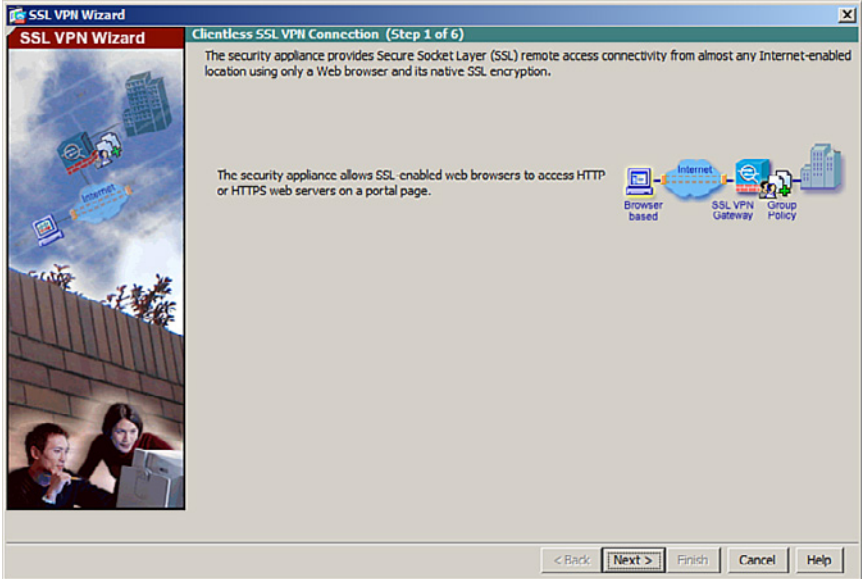 SSL VPN Wizard
SSL VPN Wizard
Clientless SSL VPN Connection (Step 1 of 6)
The security appliance provides Secure Socket Layer (SSL) remote access connectivity from almost any Internet-enabled
location using only a Web browser and its native SSL encryption.
The security appliance allows SSL-enabled web browsers to access HTTP
or HTTPS web servers on a portal page.
Internet
Browser
based
SSL VPN
Gateway
Group
Policy
Internet
< Back
Next >
Finish
Cancel
Help